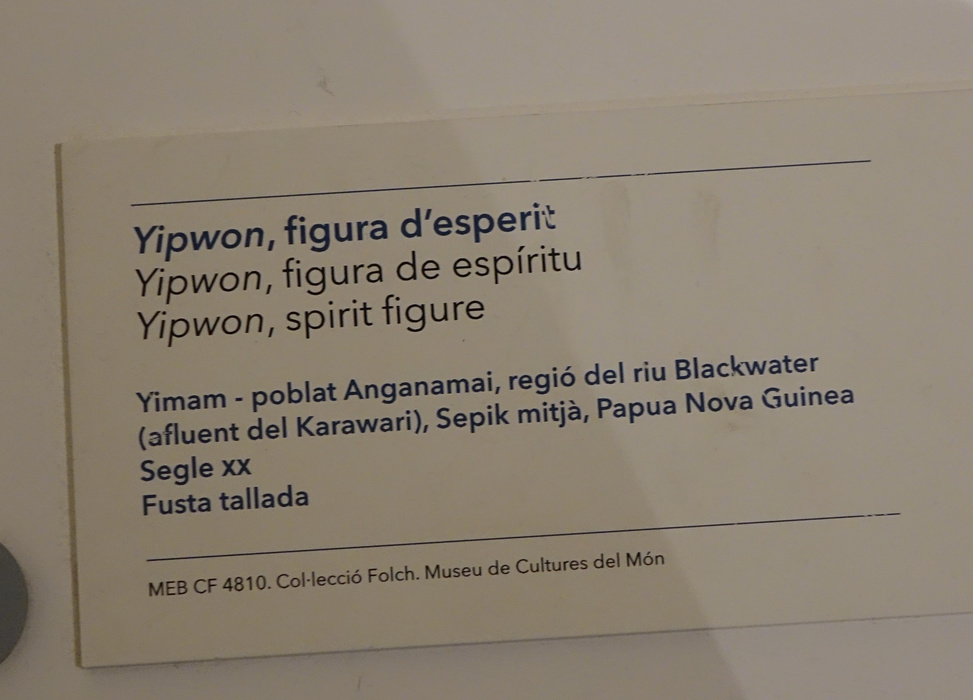 Yipwon, figura d'esperit
Yipwon, figura de espíritu
Yipwon, spirit figure
Yimam - poblat Anganamai, regió del riu Blackwater
(afluent del Karawari), Sepik mitjà, Papua Nova Guinea
Segle xx
Fusta tallada
MEB CF 4810. Col·lecció Folch. Museu de Cultures del Món